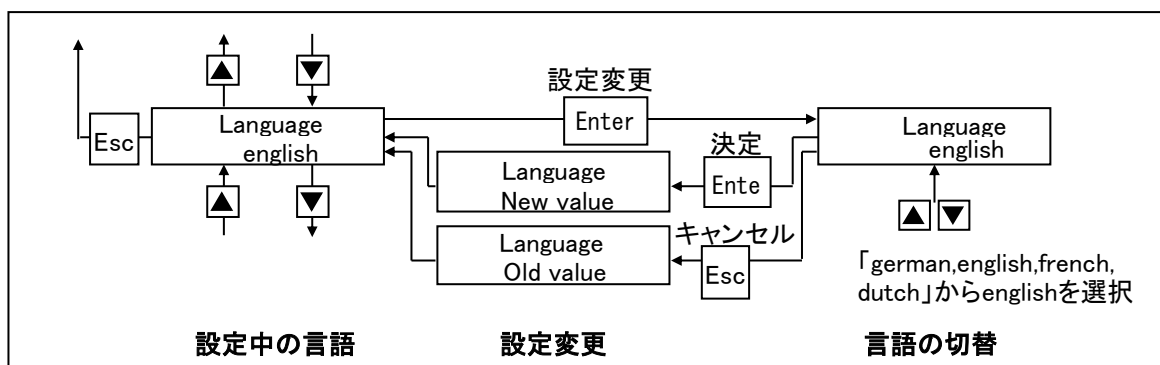 設定変更
Enter
Esc
Language
english
Language
english
決定
Ente
Language
New value
キャンセル
Esc
Language
Old value
「german,english,french,
dutch」からenglishを選択
設定中の言語
設定変更
言語の切替